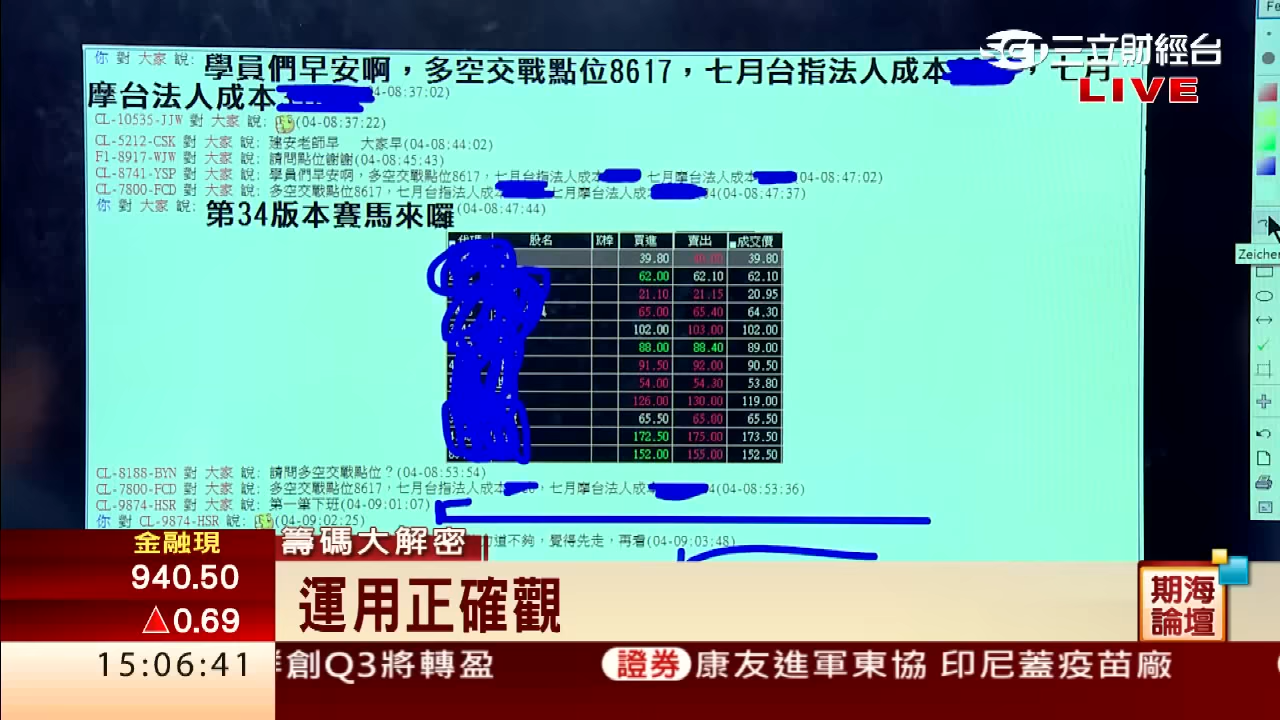 三立財經台
LIVE
你 對 大家 說: 學員們早安啊，多空交戰點位8617，七月台指法人成本 ，七月
摩台法人成本 -08:37:02)
CL-10535-JJW 對 大家 說: (04-08:37:22)
CL-5212-CSK 對 大家 說: 建安老師早 大家早(04-08:44:02)
F1-8917-WJW 對 大家 說: 請問點位謝謝(04-08:45:43)
CL-8741-YSP 對 大家 說: 學員們早安啊，多空交戰點位8617，七月台指法人成本 七月摩台法人成 (04-08:47:02)
CL-7800-FCD 對 大家 說: 多空交戰點位8617，七月台指法人成本 七月摩台法人成 4(04-08:47:37)
你 對 大家 說: 第34版本賽馬來囉(04-08:47:44)
股名 K棒 買進 賣出 成交價
39.80 39.80
62.00 62.10 62.10
21.10 21.15 20.95
65.00 65.40 64.30
102.00 103.00 102.00
88.00 88.40 89.00
91.50 92.00 90.50
54.00 54.30 53.80
126.00 130.00 119.00
65.50 65.00 65.50
172.50 175.00 173.50
152.00 155.00 152.50
CL-8188-BYN 對 大家 說: 請問多空交戰點位？(04-08:53:54)
CL-7800-FCD 對 大家 說: 多空交戰點位8617，七月台指法人成本 ，七月摩台法人成 4(04-08:53:36)
CL-9874-HSR 對 大家 說: 第一筆下班(04-09:01:07)
你 對 CL-9874-HSR 說: (04-09:02:25)
力道不夠，覺得先走，再看(04-09:03:48)
Zeichen
金融現
940.50
△0.69
籌碼大解密
運用正確觀
期海
論壇
15:06:41
群創Q3將轉盈 證券 康友進軍東協 印尼蓋疫苗廠